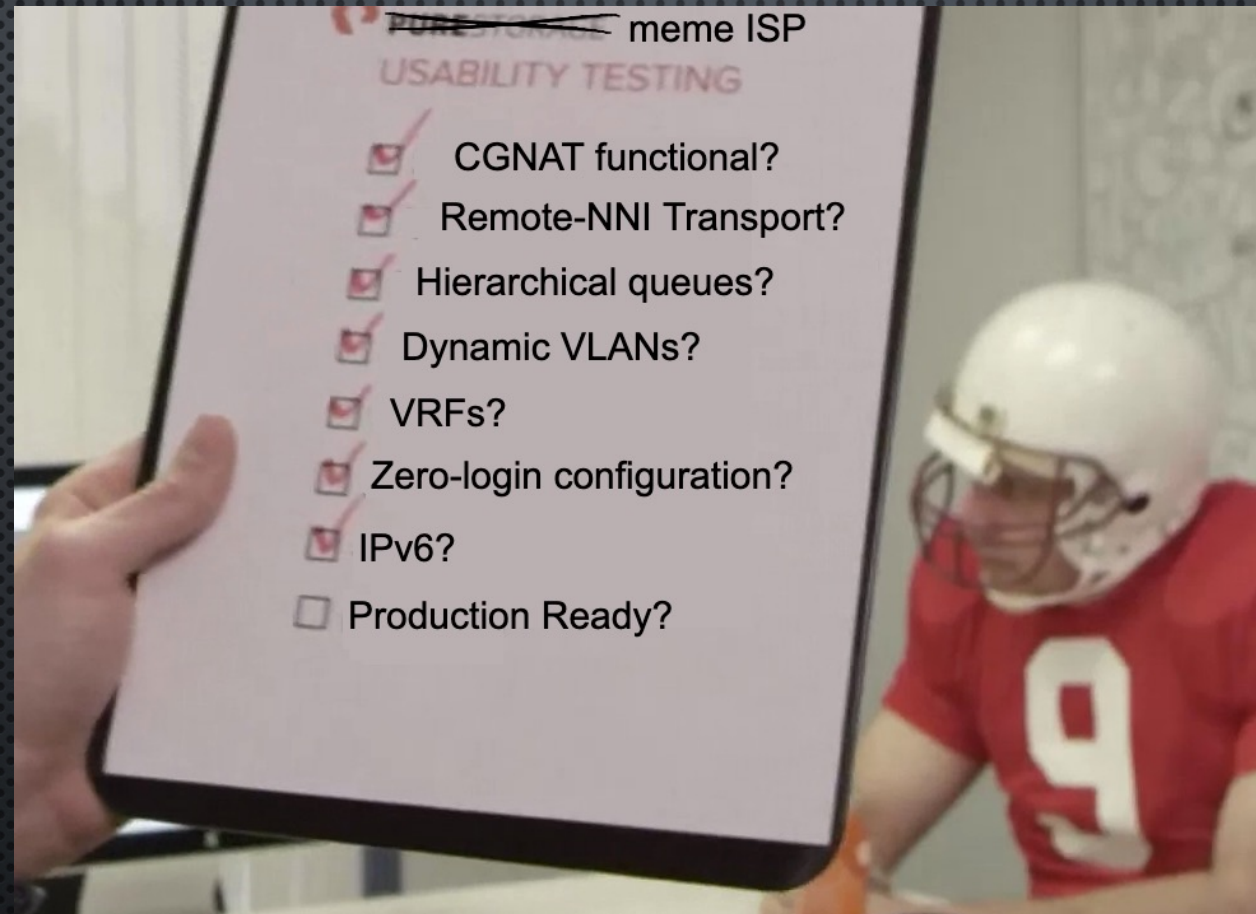 PURESTORAGE meme ISP
USABILITY TESTING
CGNAT functional?
Remote-NNI Transport?
Hierarchical queues?
Dynamic VLANs?
VRFs?
Zero-login configuration?
IPv6?
Production Ready?
9